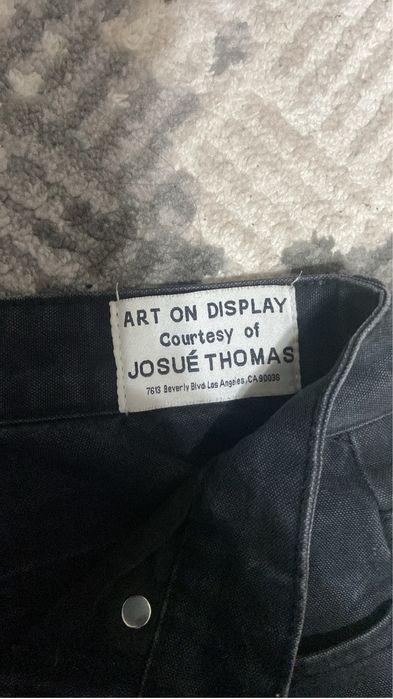 ART ON DISPLAY
Courtesy of
JOSUÉ THOMAS
7613 Beverly Blvd Los Angeles, CA 90036